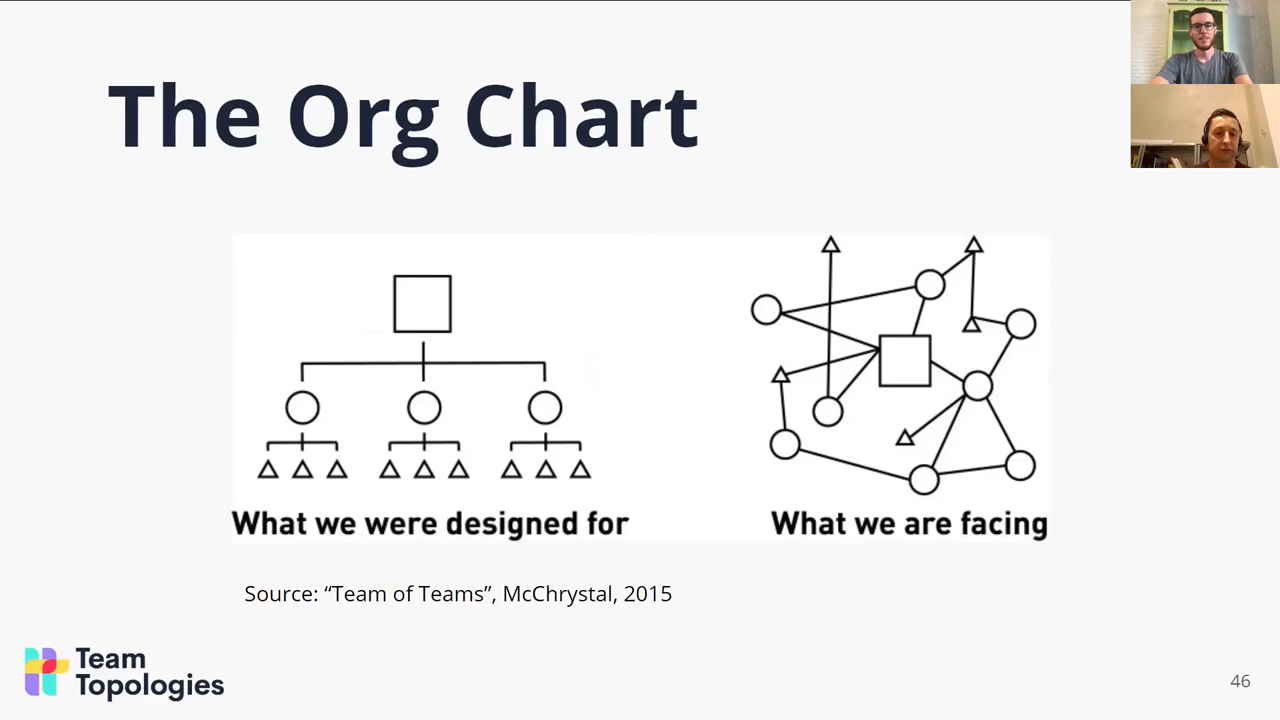 The Org Chart
What we were designed for
What we are facing
Source: “Team of Teams”, McChrystal, 2015
Team
Topologies
46